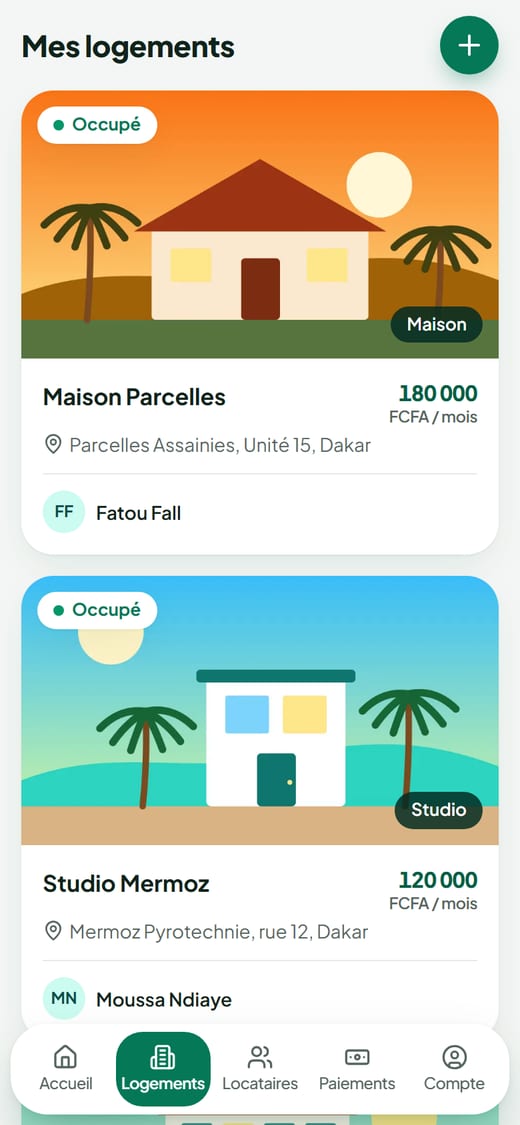 Mes logements
Occupé
Maison
Maison Parcelles
180 000
FCFA / mois
Parcelles Assainies, Unité 15, Dakar
FF
Fatou Fall
Occupé
Studio
Studio Mermoz
120 000
FCFA / mois
Mermoz Pyrotechnie, rue 12, Dakar
MN
Moussa Ndiaye
Accueil
Logements
Locataires
Paiements
Compte